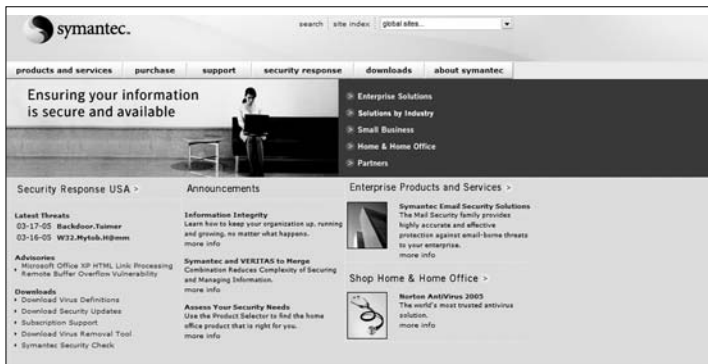 symantec.
search site index global sites...
products and services purchase support security response downloads about symantec
Ensuring your information
is secure and available
Enterprise Solutions
Solutions by Industry
Small Business
Home & Home Office
Partners
Security Response USA >
Latest Threats
03-17-05 Backdoor.Tuimer
03-16-05 W32.Mytob.H@mm
Advisories
Microsoft Office XP HTML Link Processing
Remote Buffer Overflow Vulnerability
Downloads
Download Virus Definitions
Download Security Updates
Subscription Support
Download Virus Removal Tool
Symantec Security Check
Announcements
Information Integrity
Learn how to keep your organization up, running
and growing, no matter what happens.
more info
Symantec and VERITAS to Merge
Combination Reduces Complexity of Securing
and Managing Information.
more info
Assess Your Security Needs
Use the Product Selector to find the home
office product that is right for you.
more info
Enterprise Products and Services >
Symantec Email Security Solutions
The Mail Security family provides
highly accurate and effective
protection against email-borne threats
to your enterprise.
more info
Shop Home & Home Office >
Norton AntiVirus 2005
The world's most trusted antivirus
solution.
more info